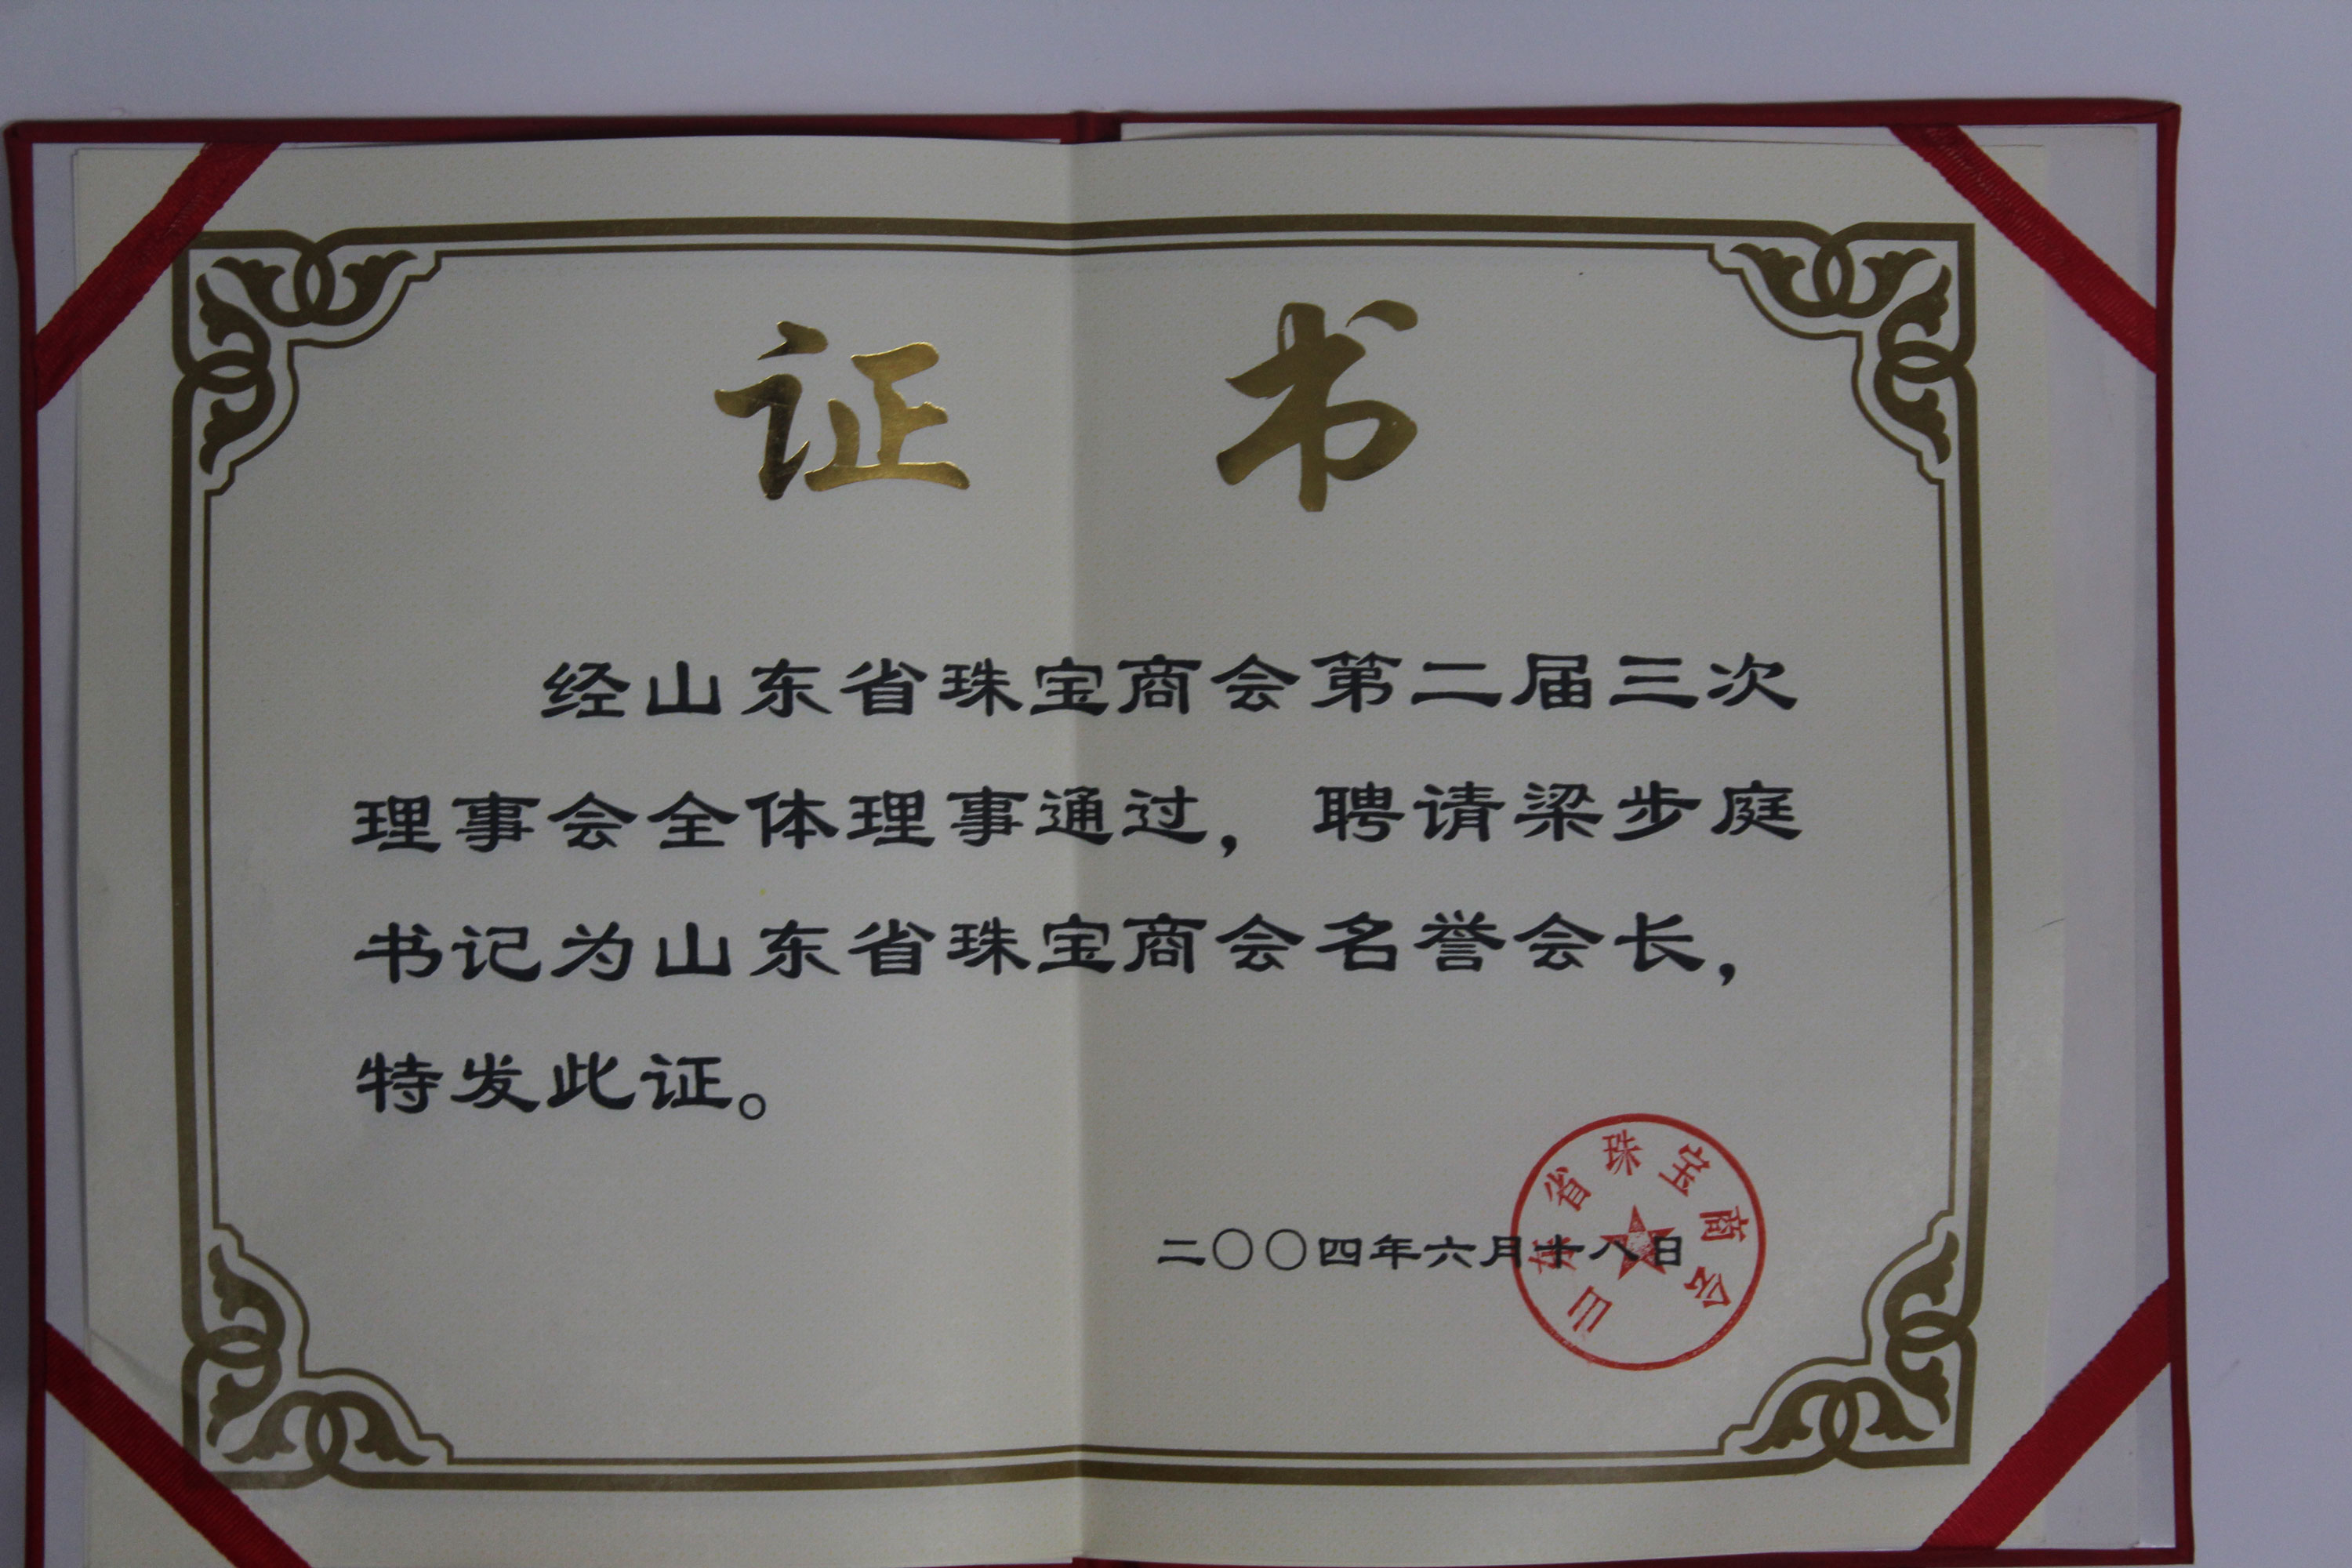 证书
经山东省珠宝商会第二届三次
理事会全体理事通过，聘请梁步庭
书记为山东省珠宝商会名誉会长，
特发此证。
二〇〇四年六月十八日
山东省珠宝商会